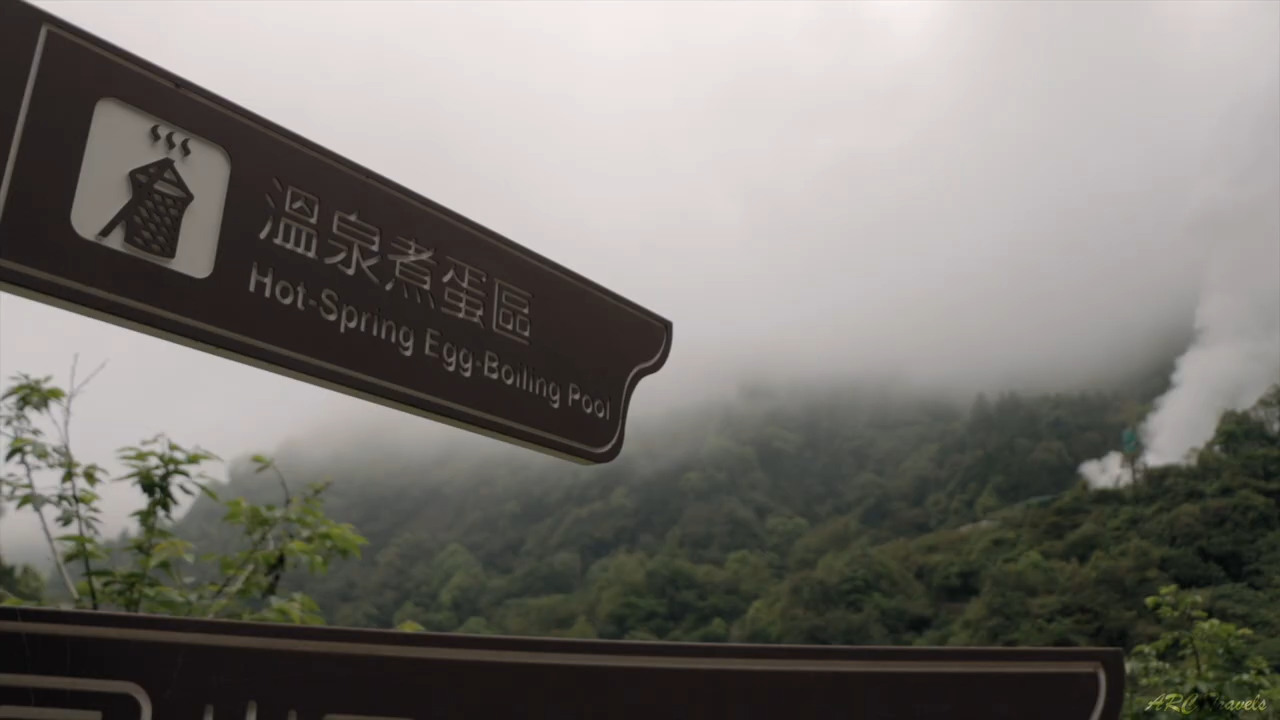 溫泉煮蛋區
Hot-Spring Egg-Boiling Pool
ARC Travels